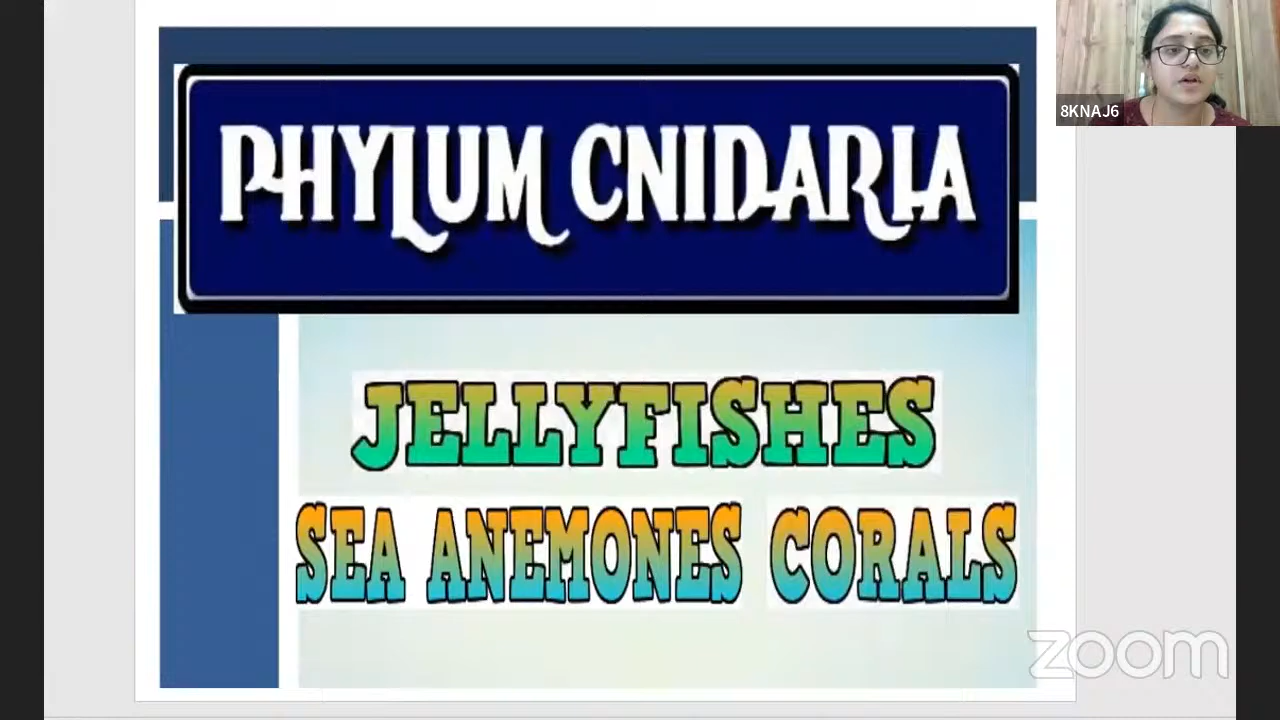 PHYLUM CNIDARIA
8KNAJ6
JELLYFISHES
SEA ANEMONES CORALS
zoom